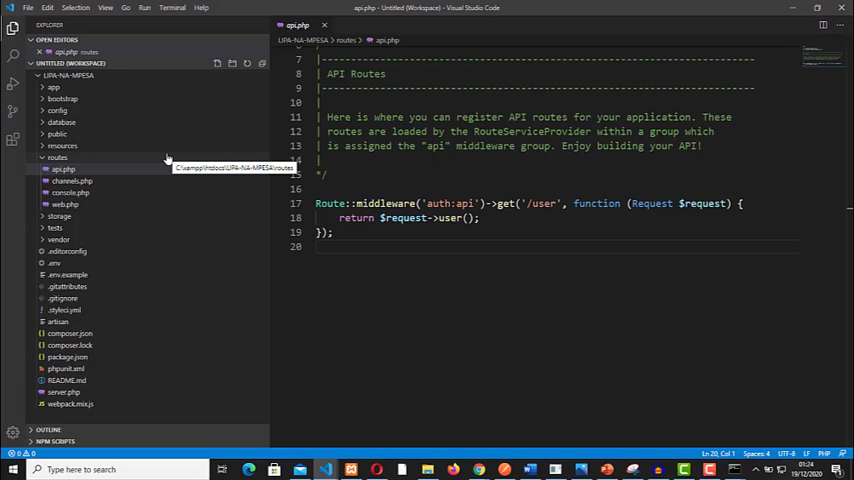 File Edit Selection View Go Run Terminal Help
api.php - Untitled (Workspace) - Visual Studio Code
EXPLORER
OPEN EDITORS
api.php routes
UNTITLED (WORKSPACE)
LIPA-NA-MPESA
app
bootstrap
config
database
public
resources
routes
api.php
channels.php
console.php
web.php
storage
tests
vendor
.editorconfig
.env
.env.example
.gitattributes
.gitignore
.styleci.yml
artisan
composer.json
composer.lock
package.json
phpunit.xml
README.md
server.php
webpack.mix.js
OUTLINE
NPM SCRIPTS
C:\xampp\htdocs\LIPA-NA-MPESA\routes
api.php
LIPA-NA-MPESA > routes > api.php
7 |--------------------------------------------------------------------------
8 | API Routes
9 |--------------------------------------------------------------------------
10 |
11 | Here is where you can register API routes for your application. These
12 | routes are loaded by the RouteServiceProvider within a group which
13 | is assigned the "api" middleware group. Enjoy building your API!
14 |
15 */
16
17 Route::middleware('auth:api')->get('/user', function (Request $request) {
18 return $request->user();
19 });
20
0 0
Ln 20, Col 1 Spaces: 4 UTF-8 LF PHP
Type here to search
01:24
19/12/2020